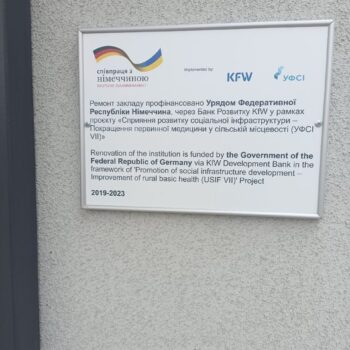 співпраця з
НІМЕЧЧИНОЮ
implemented by
KFW
УФСІ
Ремонт закладу профінансовано Урядом Федеративної
Республіки Німеччина, через Банк Розвитку KfW у рамках
проєкту «Сприяння розвитку соціальної інфраструктури –
Покращення первинної медицини у сільській місцевості (УФСІ
VII)»
Renovation of the institution is funded by the Government of the
Federal Republic of Germany via KfW Development Bank in the
framework of 'Promotion of social infrastructure development –
Improvement of rural basic health (USIF VII)' Project
2019-2023